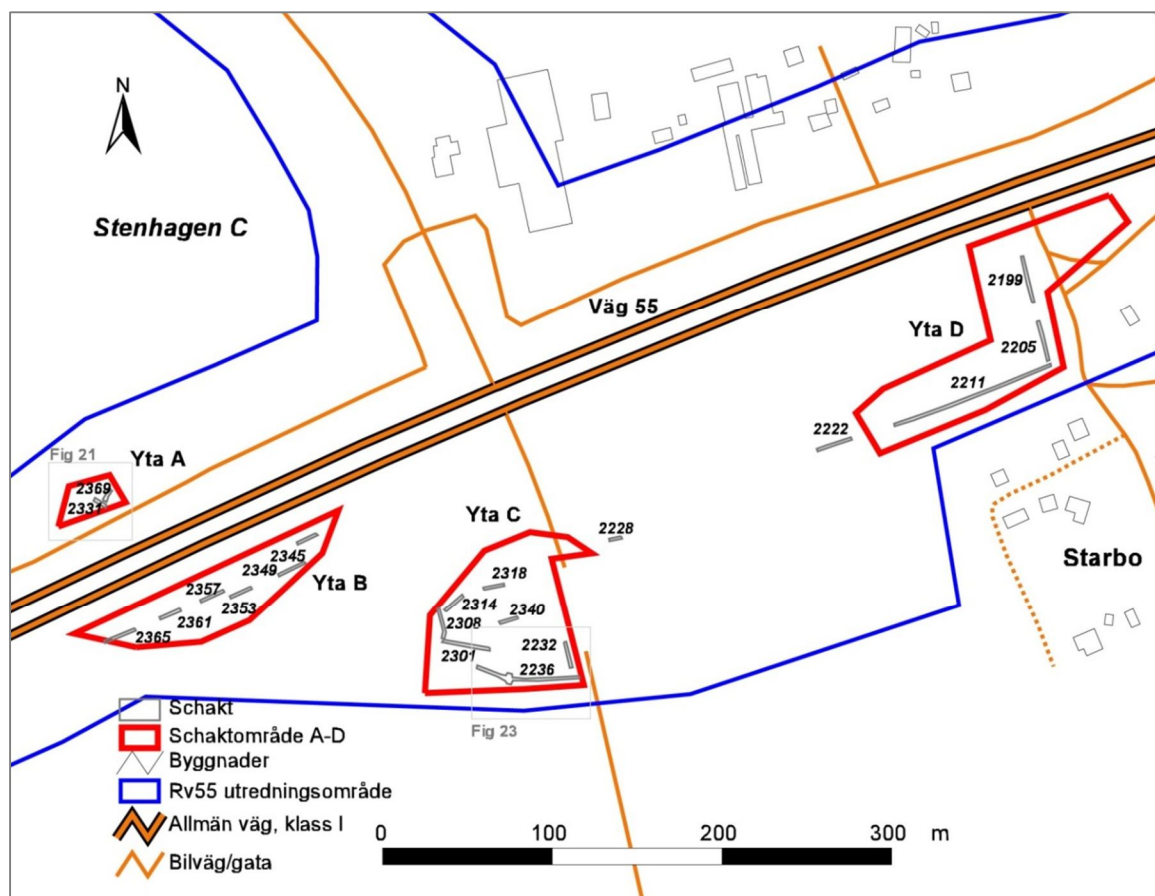 N
Stenhagen C
Väg 55
2199
Yta D
2205
2211
2222
Fig 21
Yta A
2369
2331
Yta C
2228
2345
2349
Yta B
2357
2353
2361
2365
2318
2314
2340
2308
2301
2232
2236
Starbo
Fig 23
Schakt
Schaktområde A-D
Byggnader
Rv55 utredningsområde
Allmän väg, klass I
Bilväg/gata
0 100 200 300 m